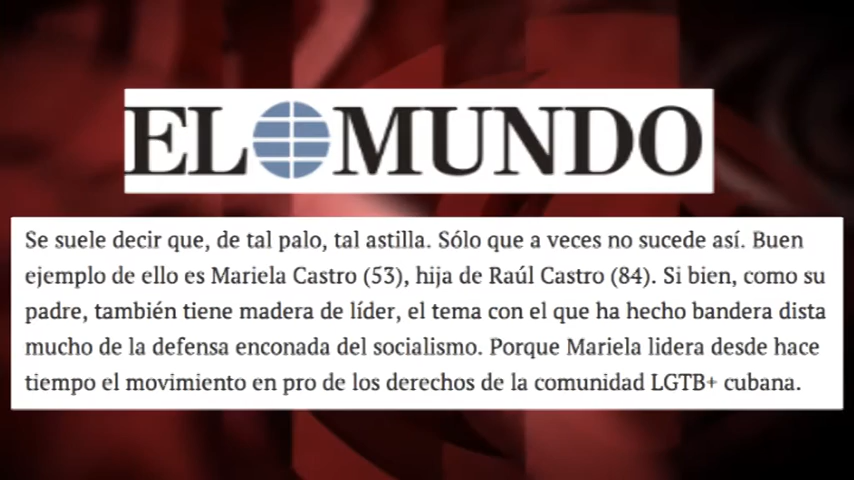 EL MUNDO
Se suele decir que, de tal palo, tal astilla. Sólo que a veces no sucede así. Buen
ejemplo de ello es Mariela Castro (53), hija de Raúl Castro (84). Si bien, como su
padre, también tiene madera de líder, el tema con el que ha hecho bandera dista
mucho de la defensa enconada del socialismo. Porque Mariela lidera desde hace
tiempo el movimiento en pro de los derechos de la comunidad LGTB+ cubana.